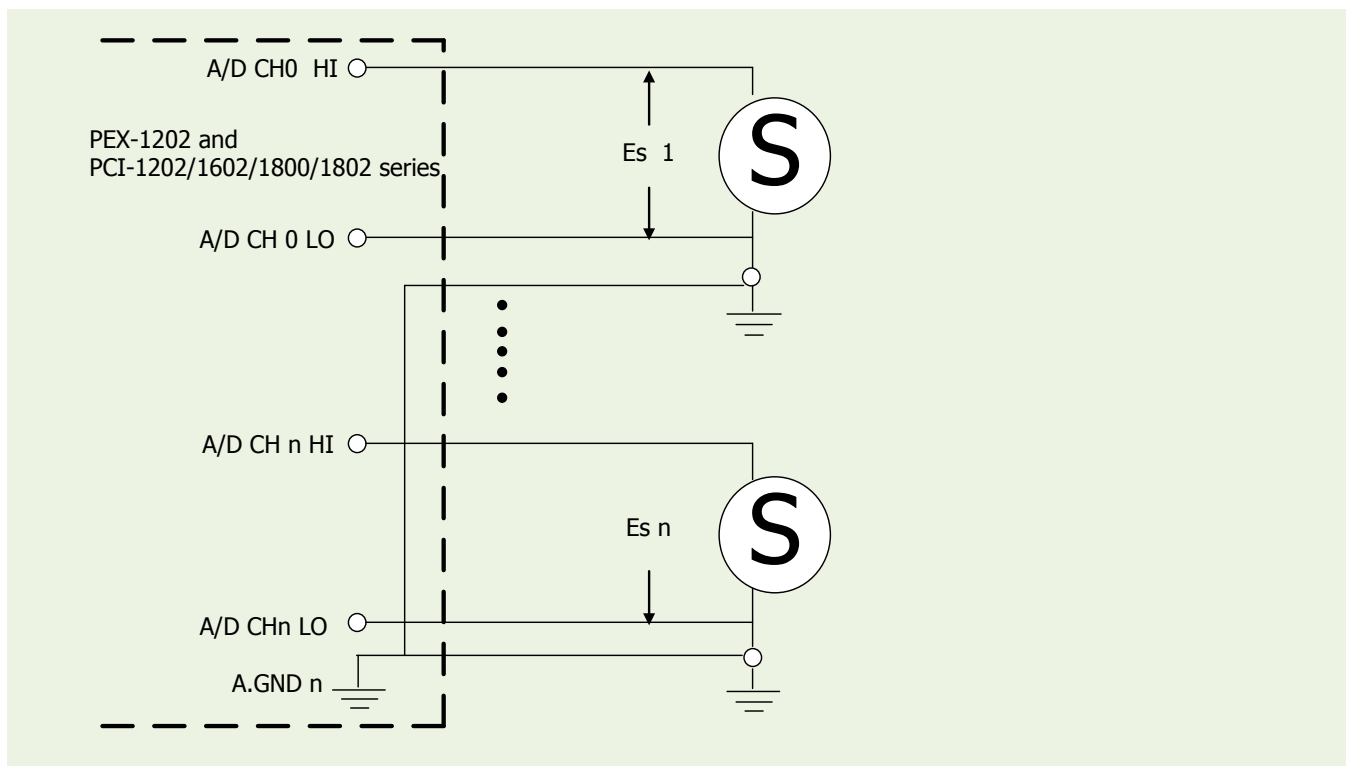 A/D CH0 HI
PEX-1202 and
PCI-1202/1602/1800/1802 series
Es 1
S
A/D CH 0 LO
A/D CH n HI
Es n
S
A/D CHn LO
A.GND n